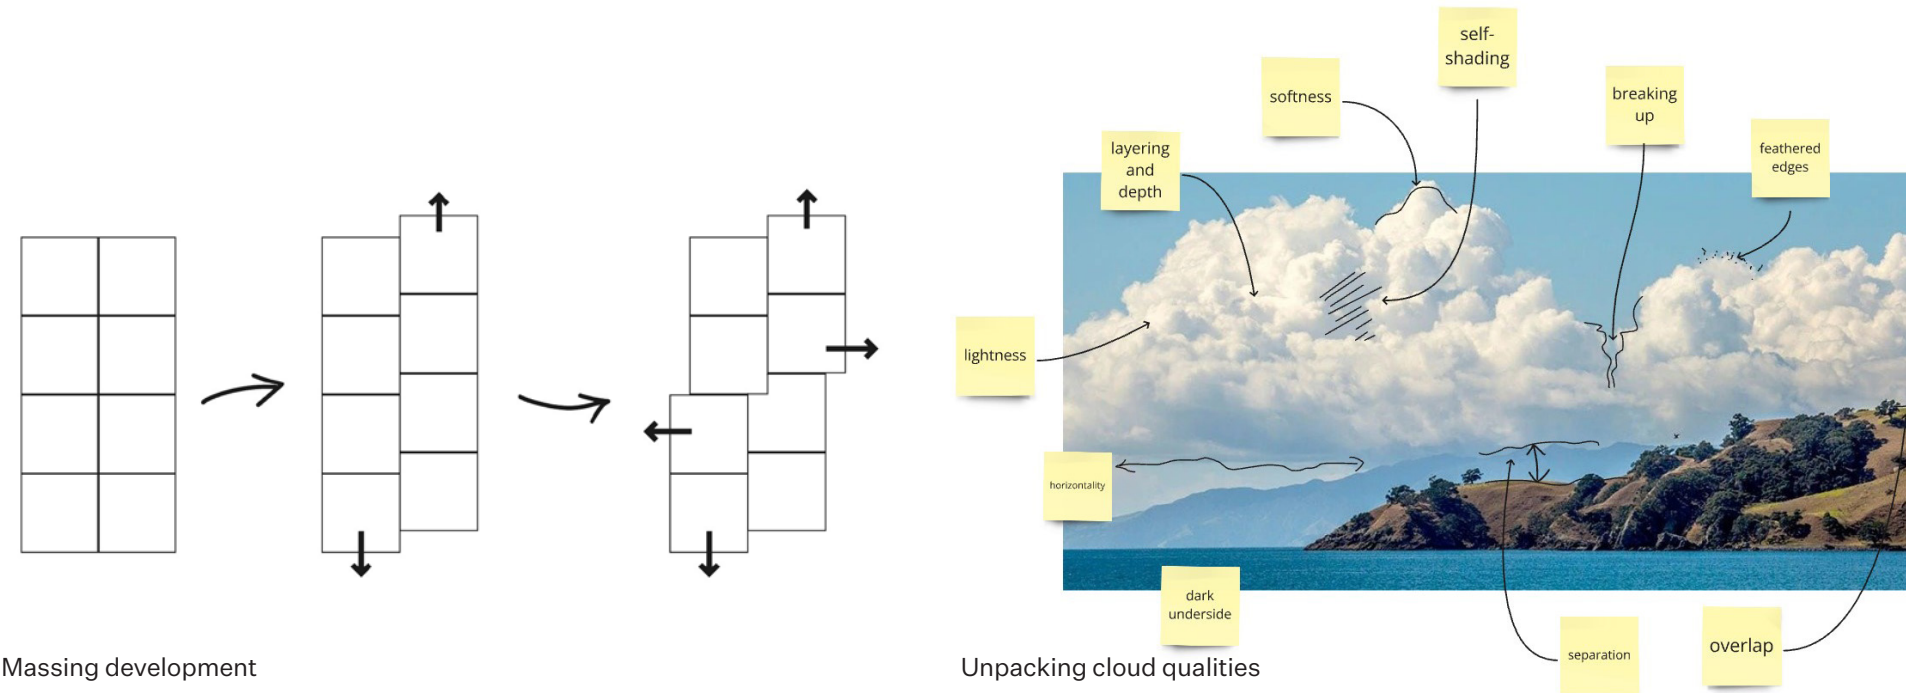 self-
shading
softness
breaking
up
layering
and
depth
feathered
edges
lightness
horizontality
dark
underside
separation
overlap
Massing development
Unpacking cloud qualities